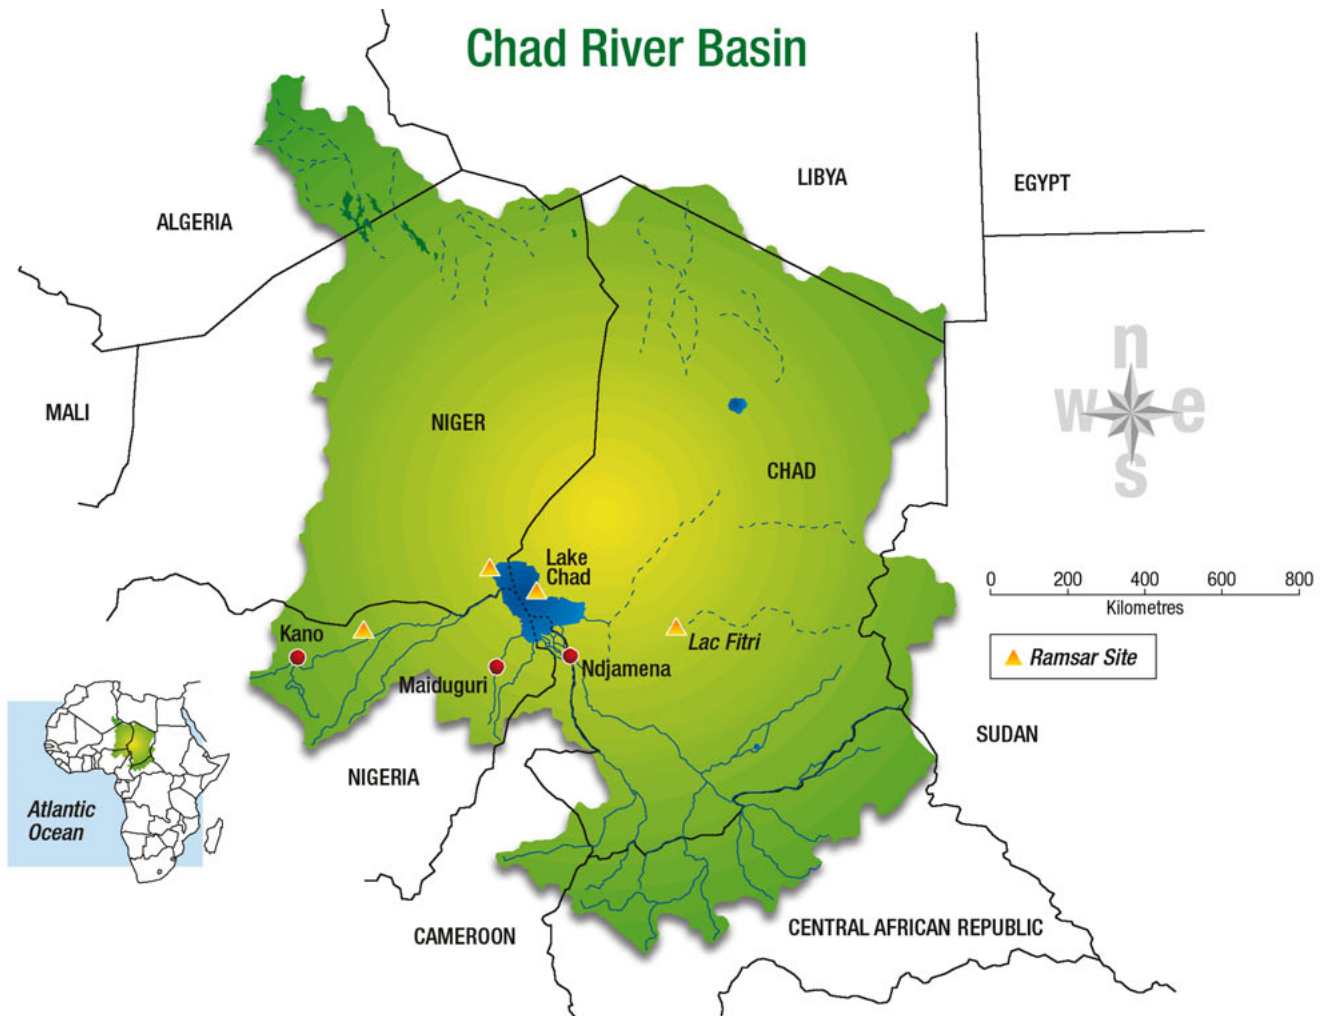 Chad River Basin
LIBYA
EGYPT
ALGERIA
n
w e
s
MALI
NIGER
CHAD
Lake
Chad
0 200 400 600 800
Kilometres
Kano
Lac Fitri
Ramsar Site
Maiduguri
Ndjamena
SUDAN
NIGERIA
Atlantic
Ocean
CAMEROON
CENTRAL AFRICAN REPUBLIC